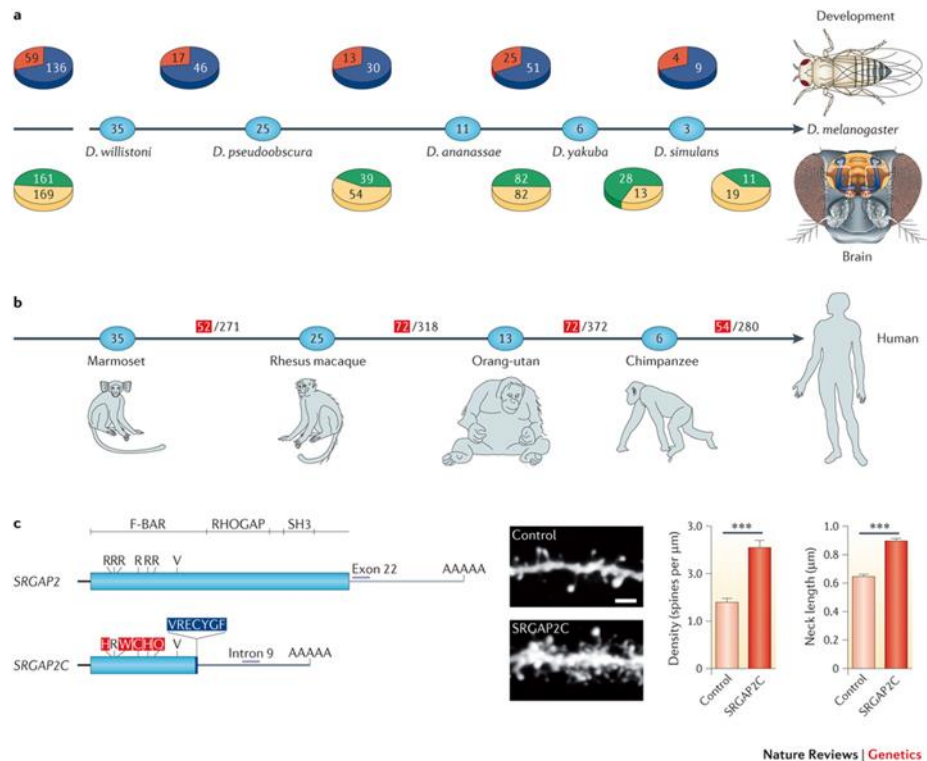 a
Development
59 136
17 46
13 30
25 51
4 9
35 25 11 6 3
D. willistoni D. pseudoobscura D. ananassae D. yakuba D. simulans D. melanogaster
161 39 82 28 11
169 54 82 13 19
Brain
b
52/271 72/318 72/372 54/280
35 25 13 6
Human
Marmoset Rhesus macaque Orang-utan Chimpanzee
c
F-BAR RHOGAP SH3
RRR R RR V
SRGAP2
Exon 22
AAAAA
VRECYGF
HRWCHO V
SRGAP2C
Intron 9
AAAAA
Control
SRGAP2C
Density (spines per µm)
3.0
3.0
2.0
1.0
0
***
Control
SRGAP2C
Neck length (µm)
1.0
0.8
0.6
0.4
0.2
0
***
Control
SRGAP2C
Nature Reviews | Genetics